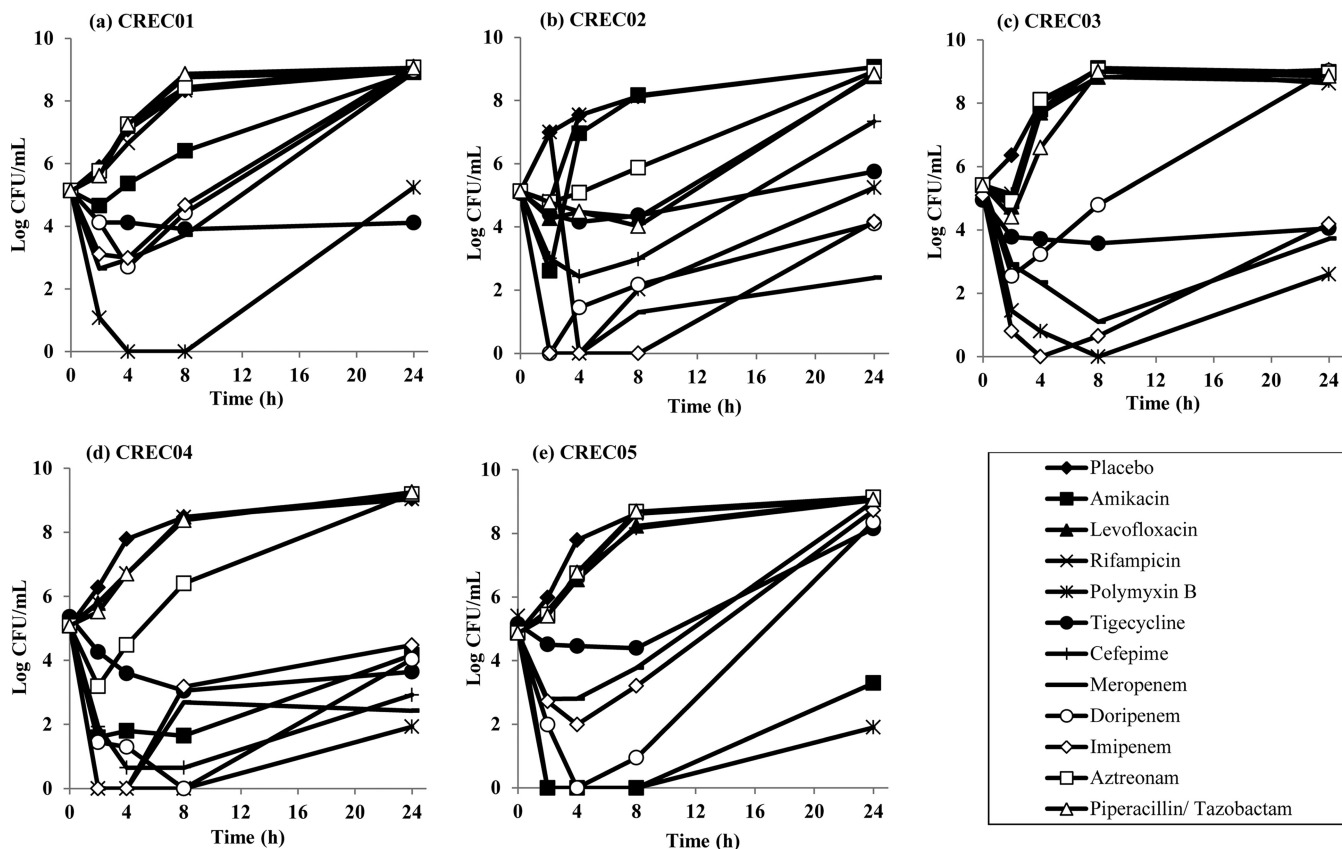 (a) CREC01
10
8
6
4
2
0
0 4 8 12 16 20 24
Log CFU/mL
Time (h)
(b) CREC02
10
8
6
4
2
0
0 4 8 12 16 20 24
Log CFU/mL
Time (h)
(c) CREC03
10
8
6
4
2
0
0 4 8 12 16 20 24
Log CFU/mL
Time (h)
(d) CREC04
10
8
6
4
2
0
0 4 8 12 16 20 24
Log CFU/mL
Time (h)
(e) CREC05
10
8
6
4
2
0
0 4 8 12 16 20 24
Log CFU/mL
Time (h)
Placebo
Amikacin
Levofloxacin
Rifampicin
Polymyxin B
Tigecycline
Cefepime
Meropenem
Doripenem
Imipenem
Aztreonam
Piperacillin/ Tazobactam